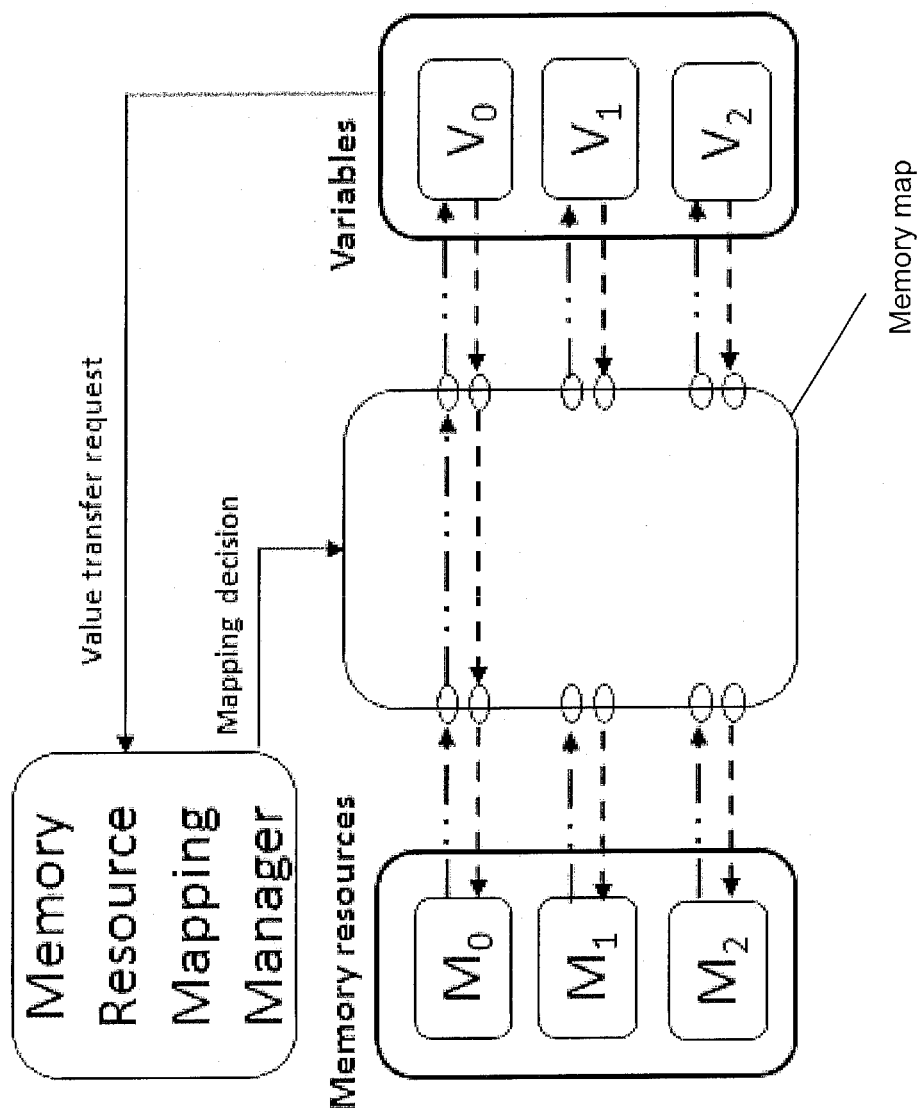 Memory
Resource
Mapping
Manager
Value transfer request
Mapping decision
Memory resources
Variables
M0
V0
M1
V1
M2
V2
Memory map